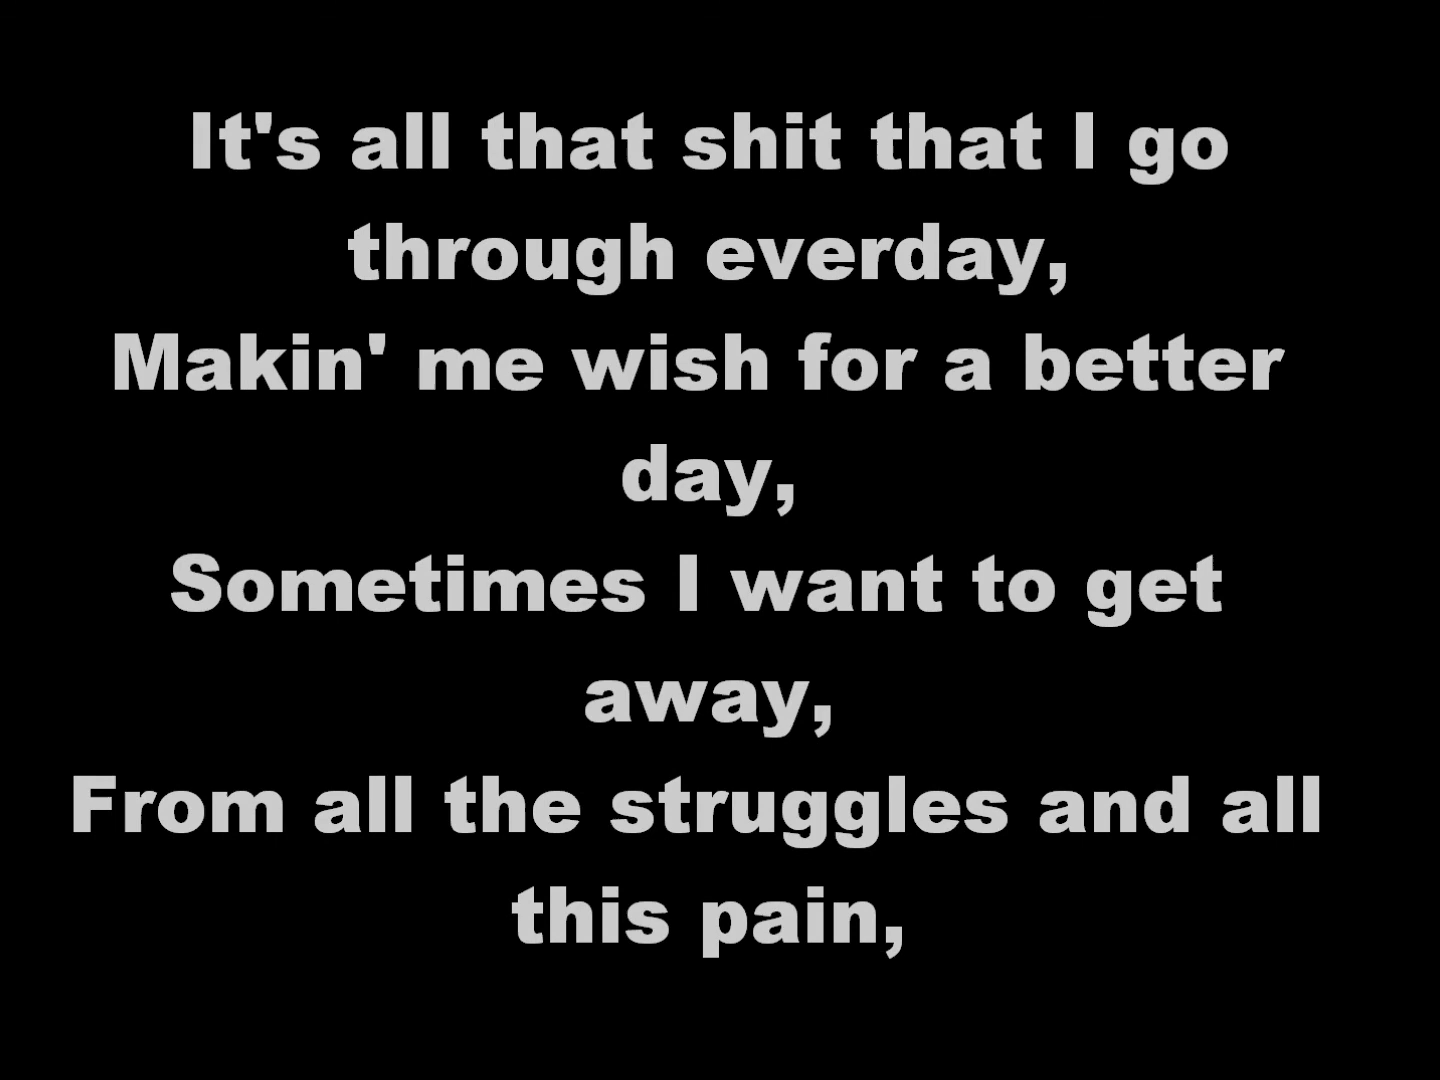 It's all that shit that I go
through everday,
Makin' me wish for a better
day,
Sometimes I want to get
away,
From all the struggles and all
this pain,